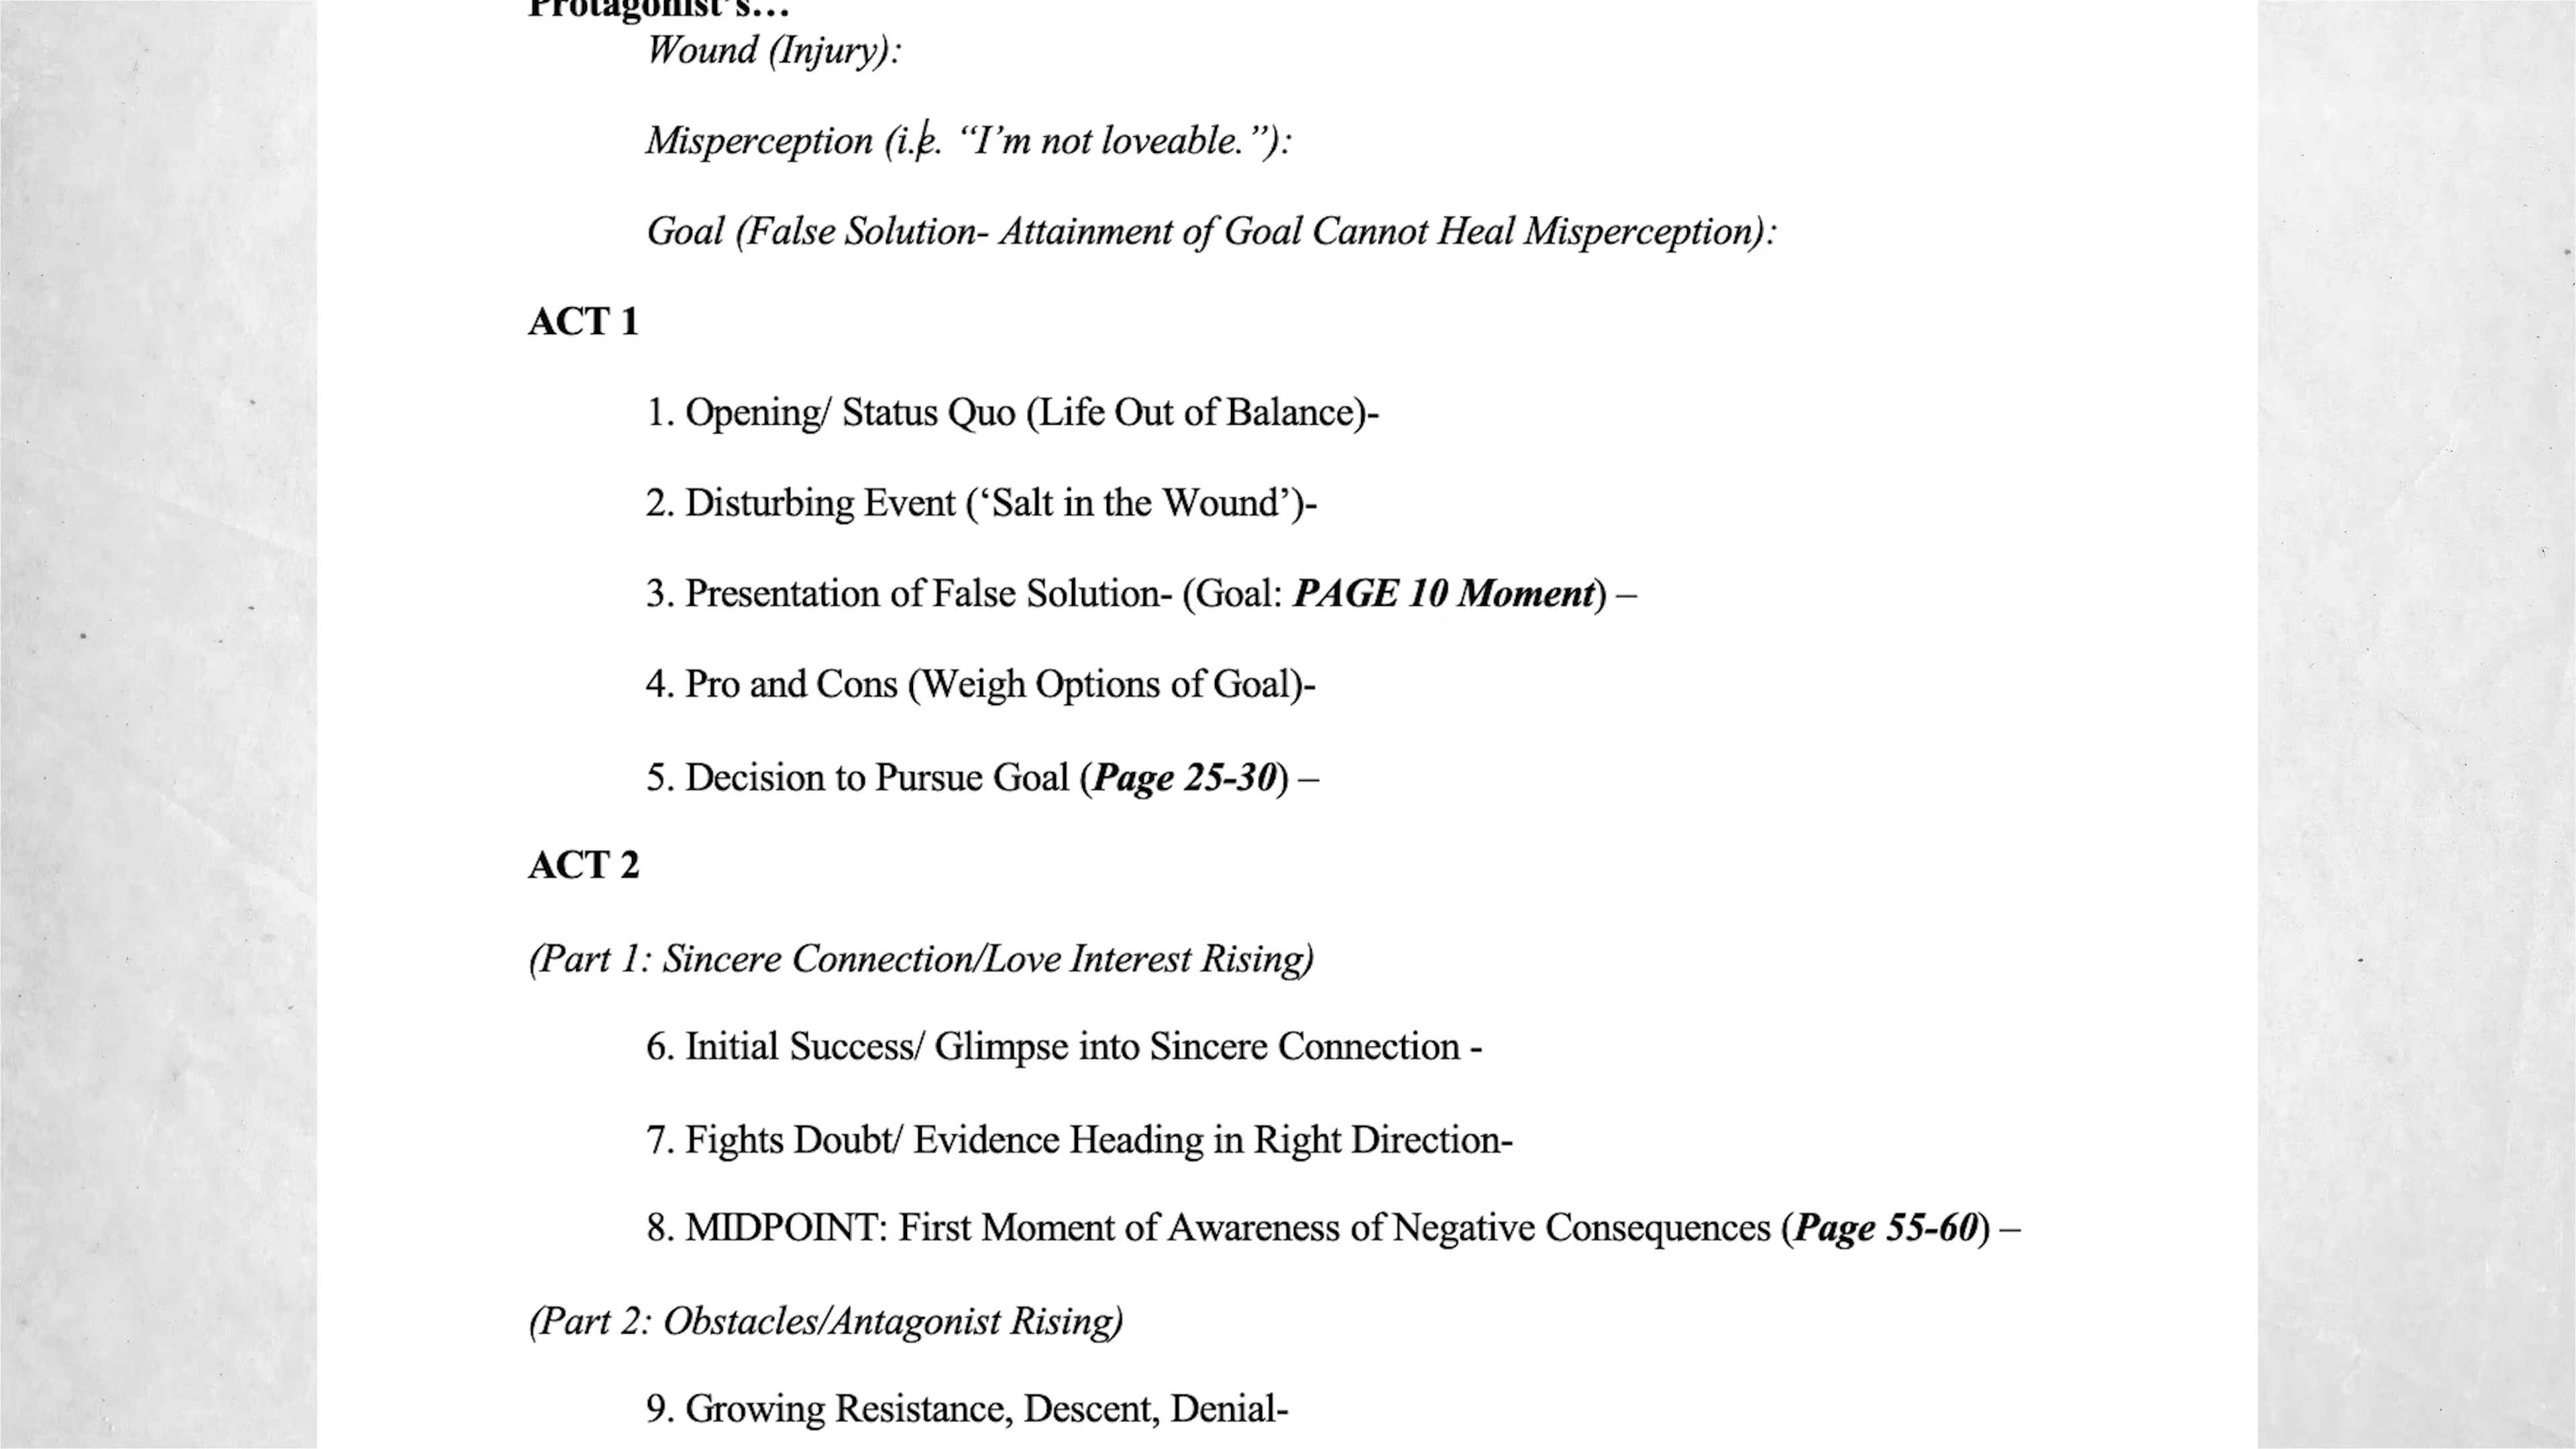 Protagonist's…
Wound (Injury):
Misperception (i.e. “I’m not loveable.”):
Goal (False Solution- Attainment of Goal Cannot Heal Misperception):
ACT 1
1. Opening/ Status Quo (Life Out of Balance)-
2. Disturbing Event (‘Salt in the Wound’)-
3. Presentation of False Solution- (Goal: PAGE 10 Moment) –
4. Pro and Cons (Weigh Options of Goal)-
5. Decision to Pursue Goal (Page 25-30) –
ACT 2
(Part 1: Sincere Connection/Love Interest Rising)
6. Initial Success/ Glimpse into Sincere Connection -
7. Fights Doubt/ Evidence Heading in Right Direction-
8. MIDPOINT: First Moment of Awareness of Negative Consequences (Page 55-60) –
(Part 2: Obstacles/Antagonist Rising)
9. Growing Resistance, Descent, Denial-